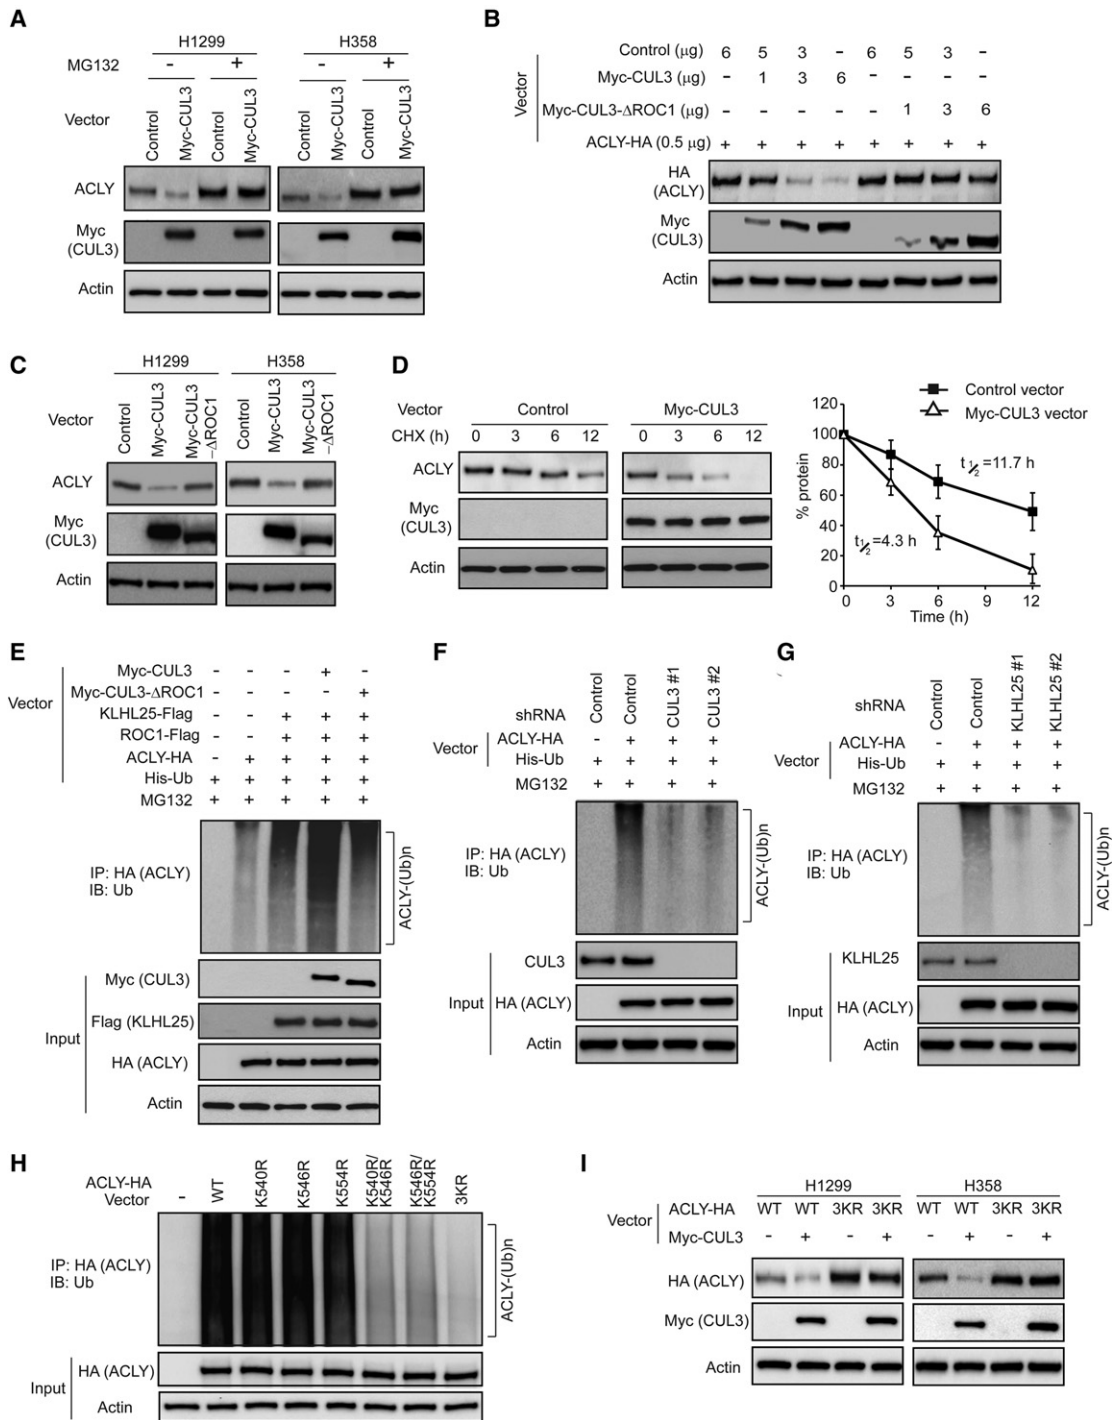 A
H1299 H358
MG132 - + - +
Vector Control Myc-CUL3 Control Myc-CUL3 Control Myc-CUL3 Control Myc-CUL3
ACLY
Myc
(CUL3)
Actin
B
Vector
Control (μg) 6 5 3 - 6 5 3 -
Myc-CUL3 (μg) - 1 3 6 - - - -
Myc-CUL3-ΔROC1 (μg) - - - - - 1 3 6
ACLY-HA (0.5 μg) + + + + + + + +
HA
(ACLY)
Myc
(CUL3)
Actin
C
H1299 H358
Vector Control Myc-CUL3 Myc-CUL3 -ΔROC1 Control Myc-CUL3 Myc-CUL3 -ΔROC1
ACLY
Myc
(CUL3)
Actin
D
Vector Control Myc-CUL3
CHX (h) 0 3 6 12 0 3 6 12
ACLY
Myc
(CUL3)
Actin
Control vector
Myc-CUL3 vector
% protein
120
100
80
60
40
20
0
t1/2=11.7 h
t1/2=4.3 h
0 3 6 9 12
Time (h)
E
Vector
Myc-CUL3 - - - + -
Myc-CUL3-ΔROC1 - - - - +
KLHL25-Flag - - + + +
ROC1-Flag - - + + +
ACLY-HA - + + + +
His-Ub + + + + +
MG132 + + + + +
IP: HA (ACLY)
IB: Ub
ACLY-(Ub)n
Input
Myc (CUL3)
Flag (KLHL25)
HA (ACLY)
Actin
F
shRNA Control Control CUL3 #1 CUL3 #2
Vector
ACLY-HA - + + +
His-Ub + + + +
MG132 + + + +
IP: HA (ACLY)
IB: Ub
ACLY-(Ub)n
Input
CUL3
HA (ACLY)
Actin
G
shRNA Control Control KLHL25 #1 KLHL25 #2
Vector
ACLY-HA - + + +
His-Ub + + + +
MG132 + + + +
IP: HA (ACLY)
IB: Ub
ACLY-(Ub)n
Input
KLHL25
HA (ACLY)
Actin
H
ACLY-HA
Vector - WT K540R K546R K554R K540R/K546R K546R/K554R 3KR
IP: HA (ACLY)
IB: Ub
ACLY-(Ub)n
Input
HA (ACLY)
Actin
I
H1299 H358
Vector
ACLY-HA WT WT 3KR 3KR WT WT 3KR 3KR
Myc-CUL3 - + - + - + - +
HA (ACLY)
Myc (CUL3)
Actin